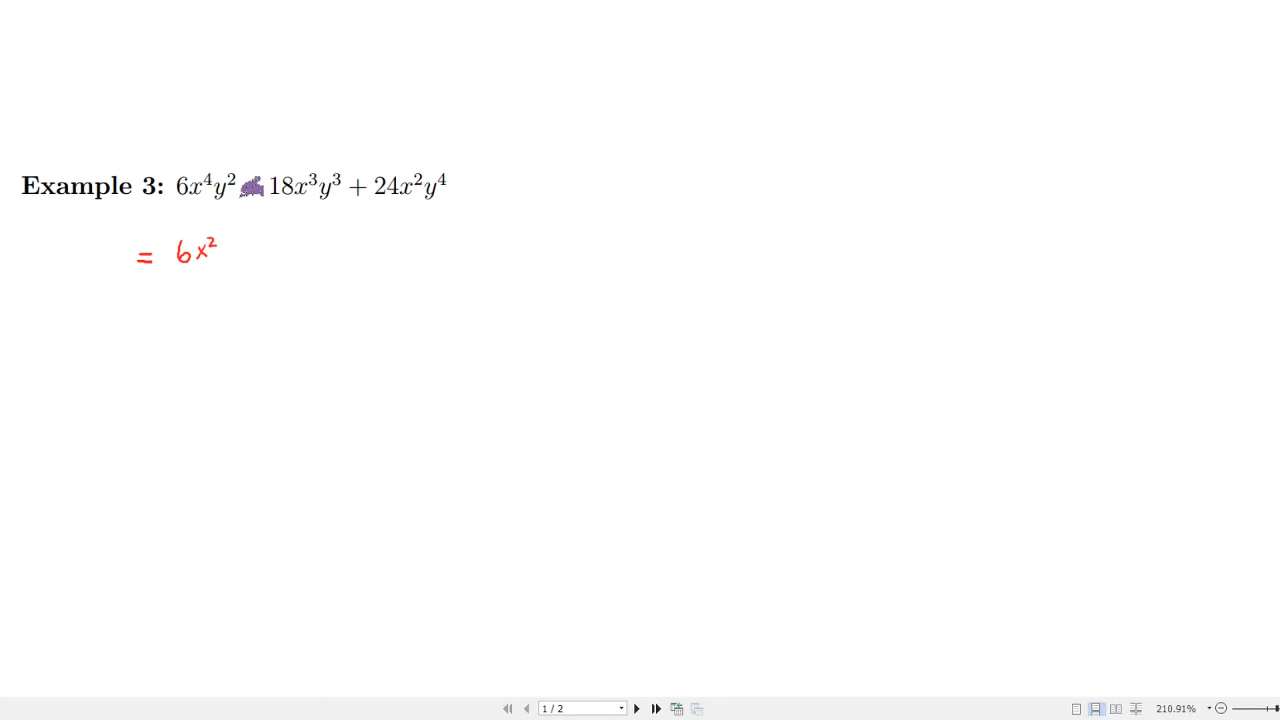 Example 3: 6x⁴y² 18x³y³ + 24x²y⁴
= 6x²
1 / 2
210.91%